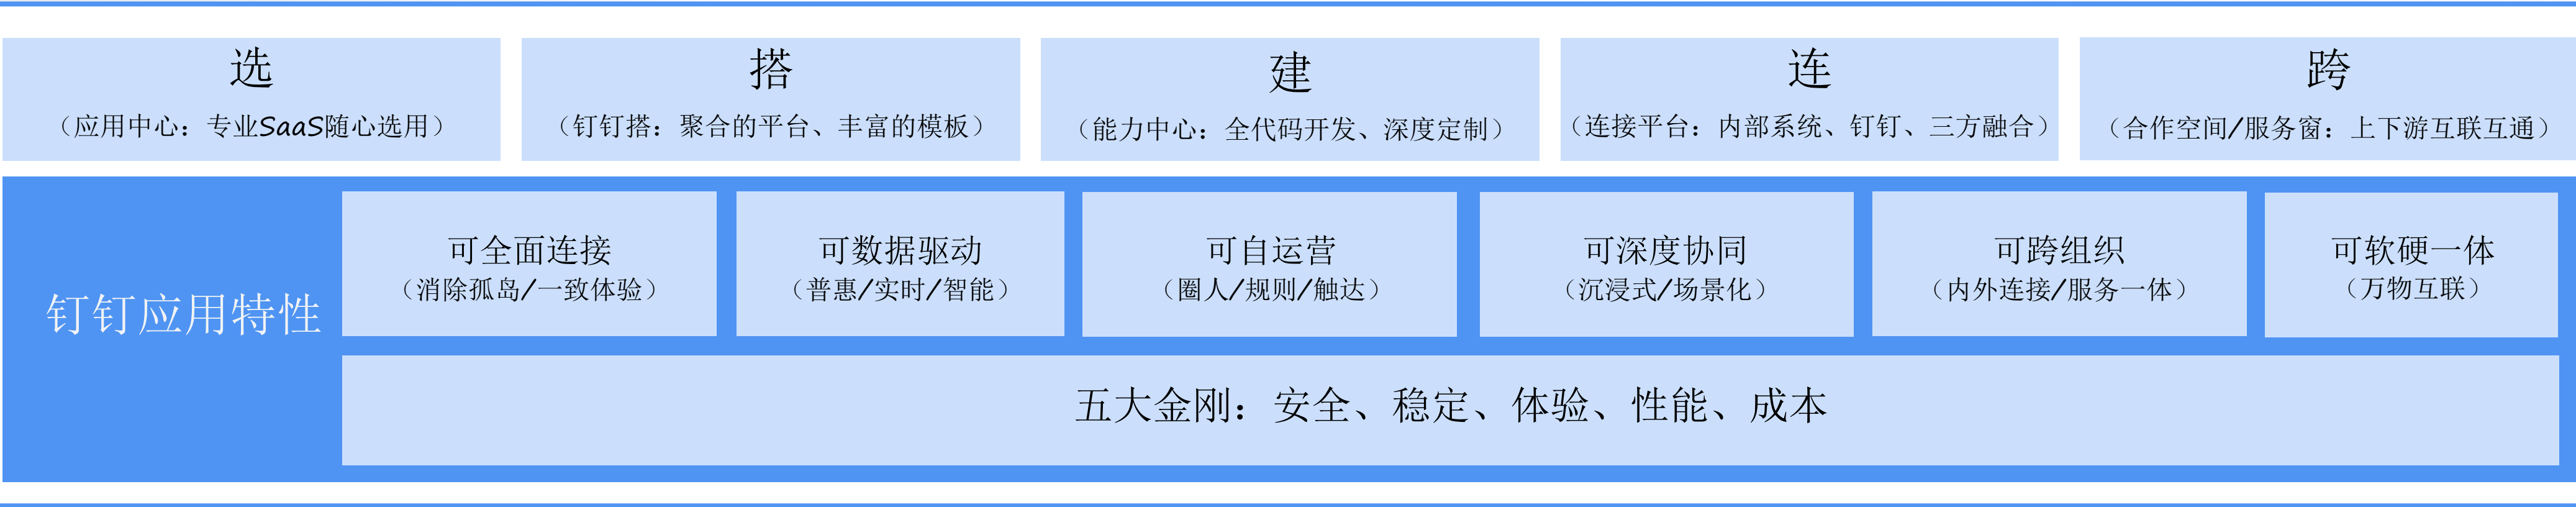 选
（应用中心：专业SaaS随心选用）
搭
（钉钉搭：聚合的平台、丰富的模板）
建
（能力中心：全代码开发、深度定制）
连
（连接平台：内部系统、钉钉、三方融合）
跨
（合作空间/服务窗：上下游互联互通）
钉钉应用特性
可全面连接
（消除孤岛/一致体验）
可数据驱动
（普惠/实时/智能）
可自运营
（圈人/规则/触达）
可深度协同
（沉浸式/场景化）
可跨组织
（内外连接/服务一体）
可软硬一体
（万物互联）
五大金刚：安全、稳定、体验、性能、成本